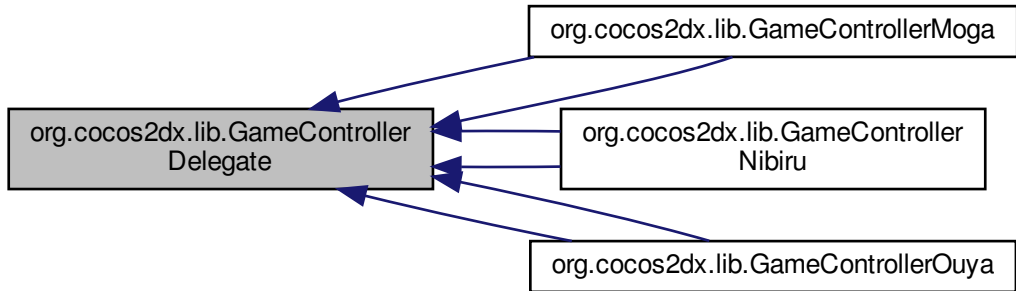 org.cocos2dx.lib.GameControllerMoga
org.cocos2dx.lib.GameController
Delegate
org.cocos2dx.lib.GameController
Nibiru
org.cocos2dx.lib.GameControllerOuya